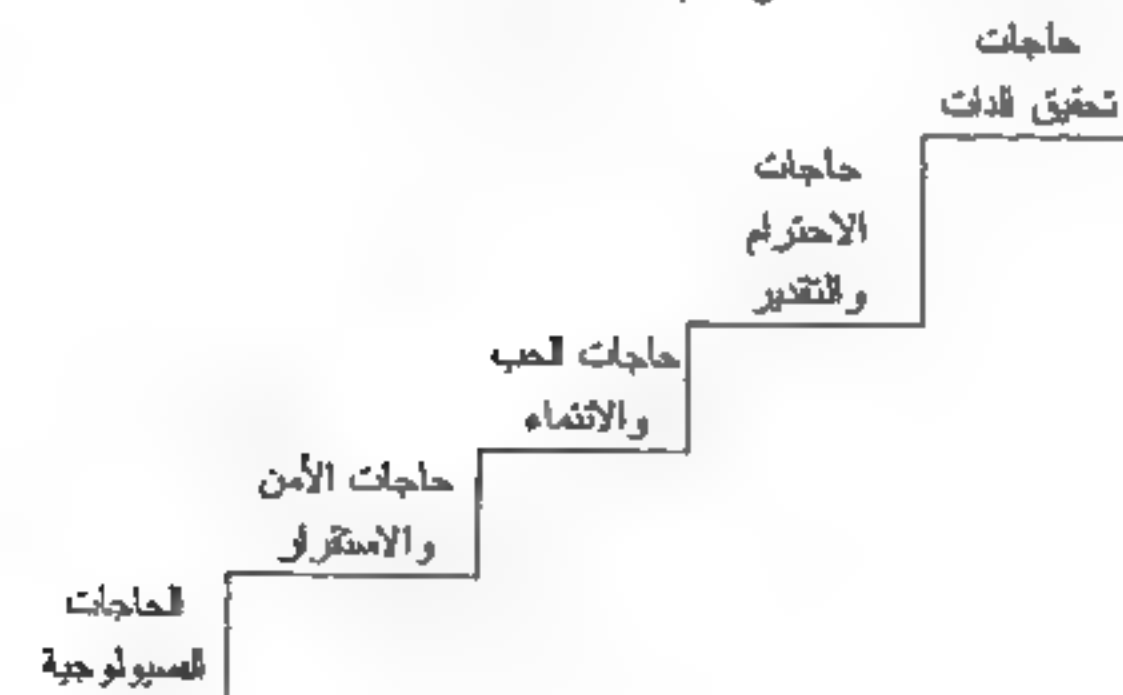 حاجات
تحقيق الذات
حاجات
الاحترام
والتقدير
حاجات الحب
والانتماء
حاجات الأمن
والاستقرار
الحاجات
الفسيولوجية